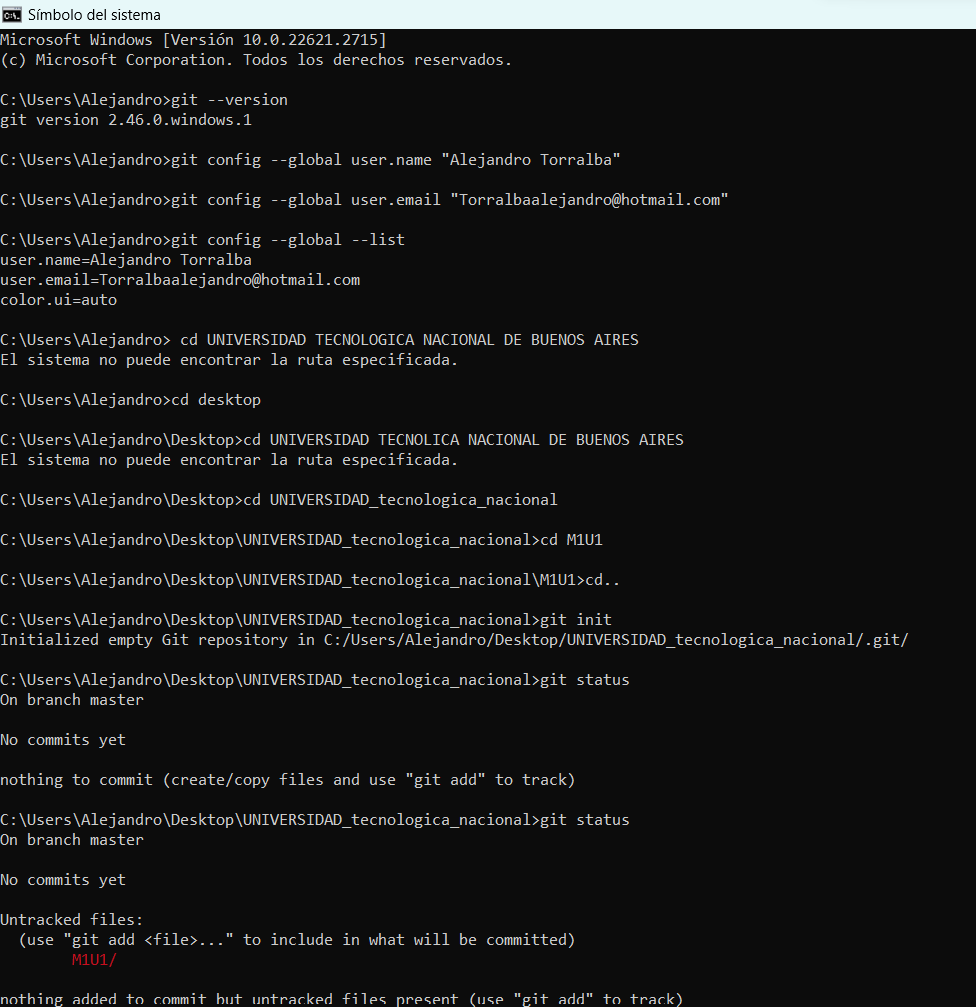 Símbolo del sistema
Microsoft Windows [Versión 10.0.22621.2715]
(c) Microsoft Corporation. Todos los derechos reservados.
C:\Users\Alejandro>git --version
git version 2.46.0.windows.1
C:\Users\Alejandro>git config --global user.name "Alejandro Torralba"
C:\Users\Alejandro>git config --global user.email "Torralbaalejandro@hotmail.com"
C:\Users\Alejandro>git config --global --list
user.name=Alejandro Torralba
user.email=Torralbaalejandro@hotmail.com
color.ui=auto
C:\Users\Alejandro> cd UNIVERSIDAD TECNOLOGICA NACIONAL DE BUENOS AIRES
El sistema no puede encontrar la ruta especificada.
C:\Users\Alejandro>cd desktop
C:\Users\Alejandro\Desktop>cd UNIVERSIDAD TECNOLICA NACIONAL DE BUENOS AIRES
El sistema no puede encontrar la ruta especificada.
C:\Users\Alejandro\Desktop>cd UNIVERSIDAD_tecnologica_nacional
C:\Users\Alejandro\Desktop\UNIVERSIDAD_tecnologica_nacional>cd M1U1
C:\Users\Alejandro\Desktop\UNIVERSIDAD_tecnologica_nacional\M1U1>cd..
C:\Users\Alejandro\Desktop\UNIVERSIDAD_tecnologica_nacional>git init
Initialized empty Git repository in C:/Users/Alejandro/Desktop/UNIVERSIDAD_tecnologica_nacional/.git/
C:\Users\Alejandro\Desktop\UNIVERSIDAD_tecnologica_nacional>git status
On branch master
No commits yet
nothing to commit (create/copy files and use "git add" to track)
C:\Users\Alejandro\Desktop\UNIVERSIDAD_tecnologica_nacional>git status
On branch master
No commits yet
Untracked files:
  (use "git add <file>..." to include in what will be committed)
        M1U1/
nothing added to commit but untracked files present (use "git add" to track)